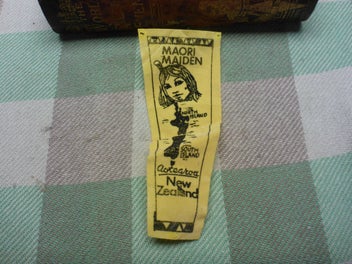 MAORI
MAIDEN
NORTH
ISLAND
SOUTH
ISLAND
Aotearoa
New
Zealand